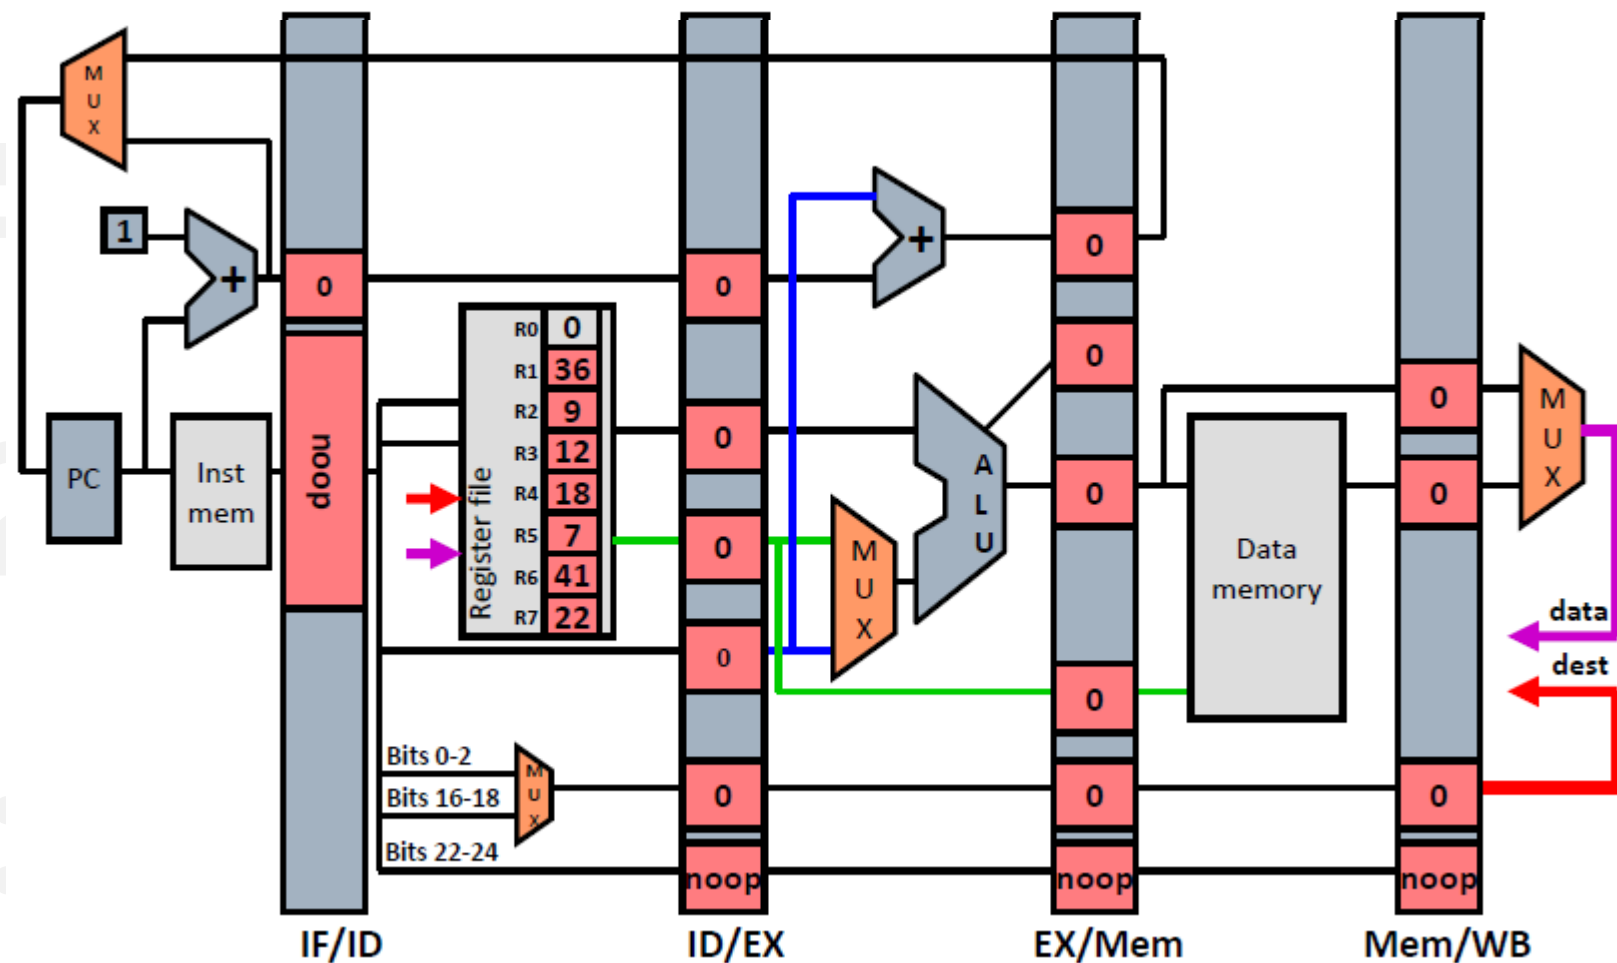 M
U
X
1
+
PC
Inst
mem
0
noop
R0 0
R1 36
R2 9
R3 12
R4 18
R5 7
R6 41
R7 22
Register file
Bits 0-2
Bits 16-18
Bits 22-24
M
U
X
0
0
0
0
0
noop
+
M
U
X
A
L
U
0
0
0
0
0
noop
Data
memory
0
0
0
noop
M
U
X
data
dest
IF/ID
ID/EX
EX/Mem
Mem/WB